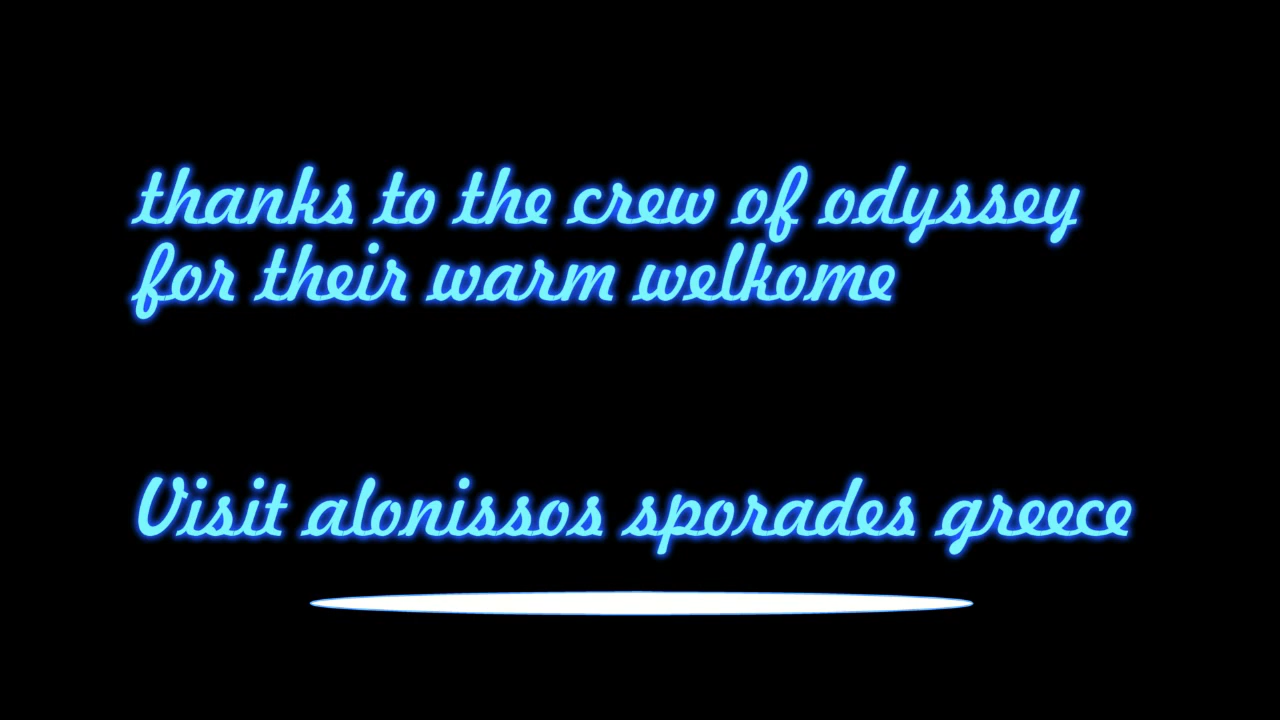 thanks to the crew of odyssey
for their warm welkome
Visit alonissos sporades greece